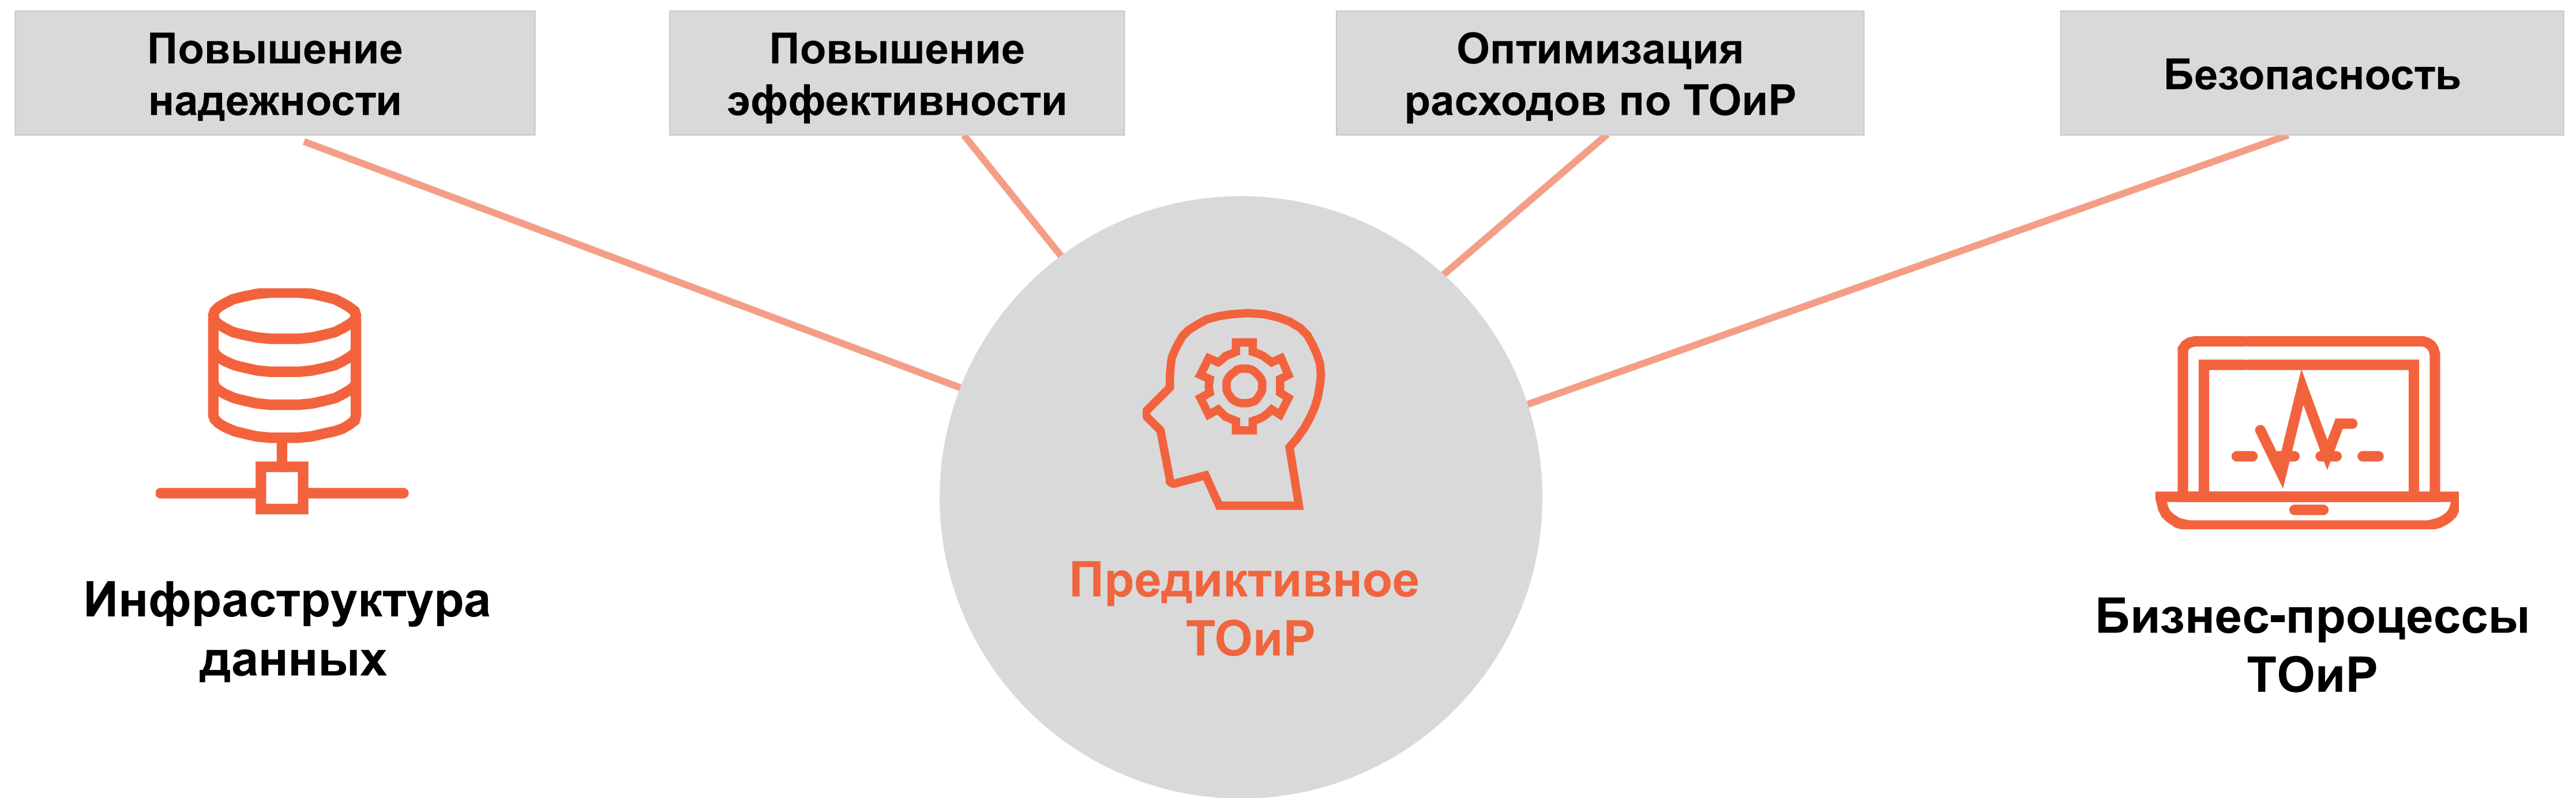 Повышение
надежности
Повышение
эффективности
Оптимизация
расходов по ТОиР
Безопасность
Инфраструктура
данных
Предиктивное
ТОиР
Бизнес-процессы
ТОиР